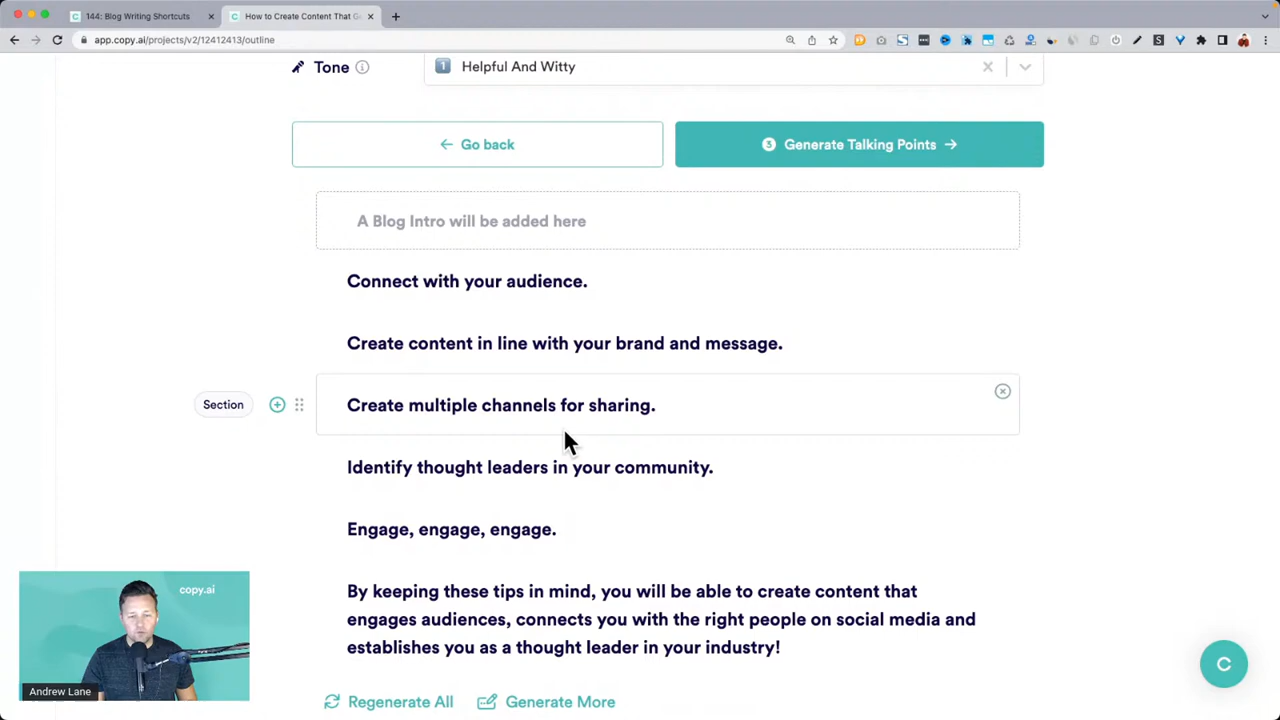 144: Blog Writing Shortcuts
How to Create Content That Ge
app.copy.ai/projects/v2/12412413/outline
Tone
1 Helpful And Witty
← Go back
3 Generate Talking Points →
A Blog Intro will be added here
Connect with your audience.
Create content in line with your brand and message.
Section
Create multiple channels for sharing.
Identify thought leaders in your community.
Engage, engage, engage.
By keeping these tips in mind, you will be able to create content that
engages audiences, connects you with the right people on social media and
establishes you as a thought leader in your industry!
Regenerate All
Generate More
copy.ai
Andrew Lane
C